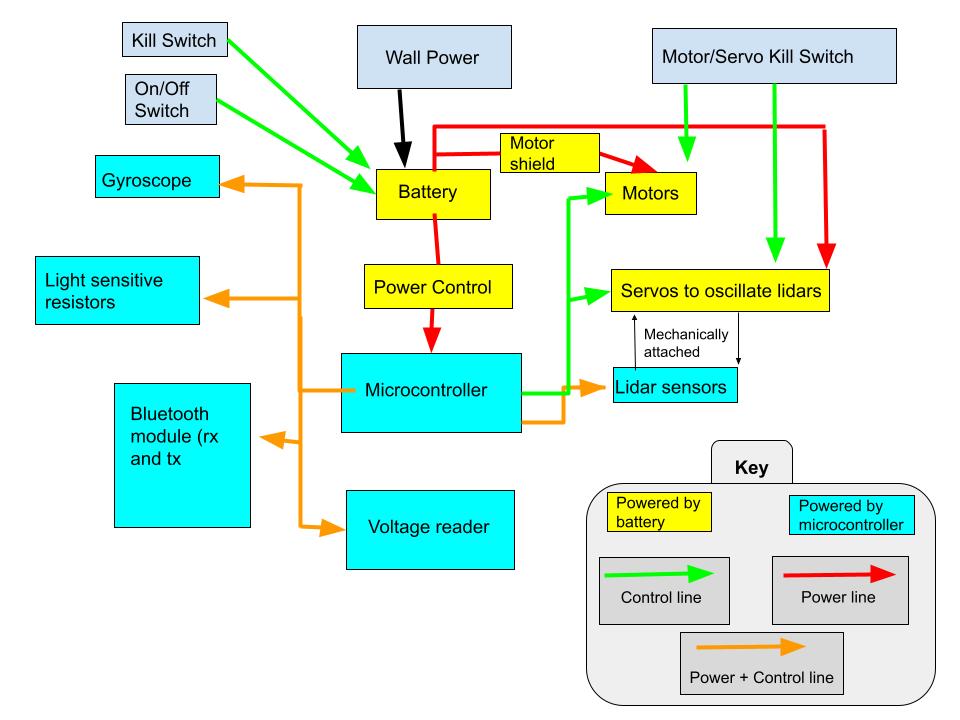 Kill Switch
Wall Power
Motor/Servo Kill Switch
On/Off
Switch
Motor
shield
Gyroscope
Battery
Motors
Light sensitive
resistors
Power Control
Servos to oscillate lidars
Mechanically
attached
Microcontroller
Lidar sensors
Bluetooth
module (rx
and tx
Voltage reader
Key
Powered by
battery
Powered by
microcontroller
Control line
Power line
Power + Control line